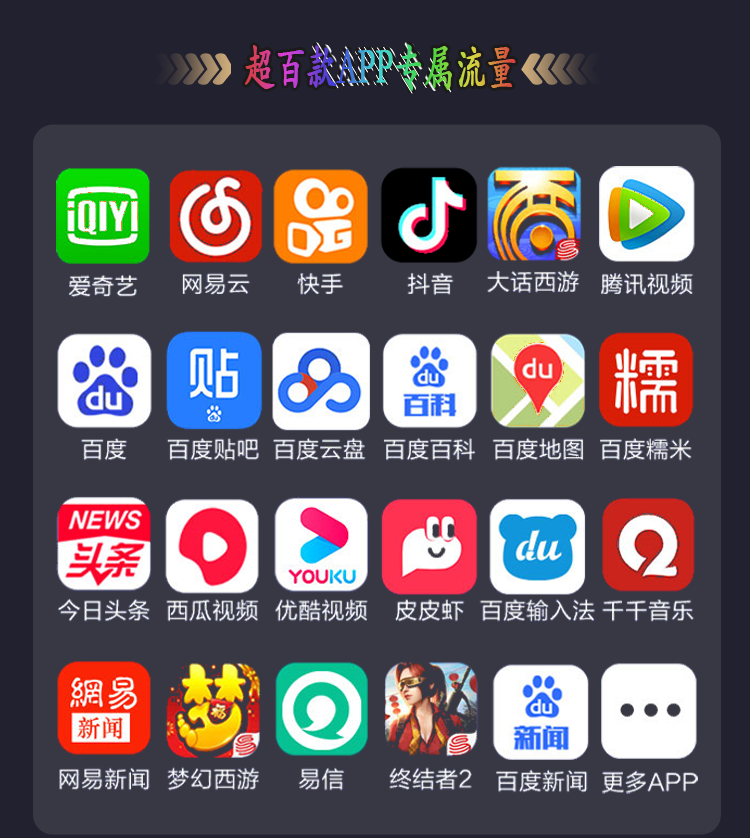 超百款APP专属流量
iQIYI
爱奇艺 网易云 快手 抖音 大话西游 腾讯视频
du 贴 du du 百科 du 糯
百度 百度贴吧 百度云盘 百度百科 百度地图 百度糯米
NEWS 头条 YOUKU du
今日头条 西瓜视频 优酷视频 皮皮虾 百度输入法 千千音乐
網易 新闻 梦 du 新闻
网易新闻 梦幻西游 易信 终结者2 百度新闻 更多APP